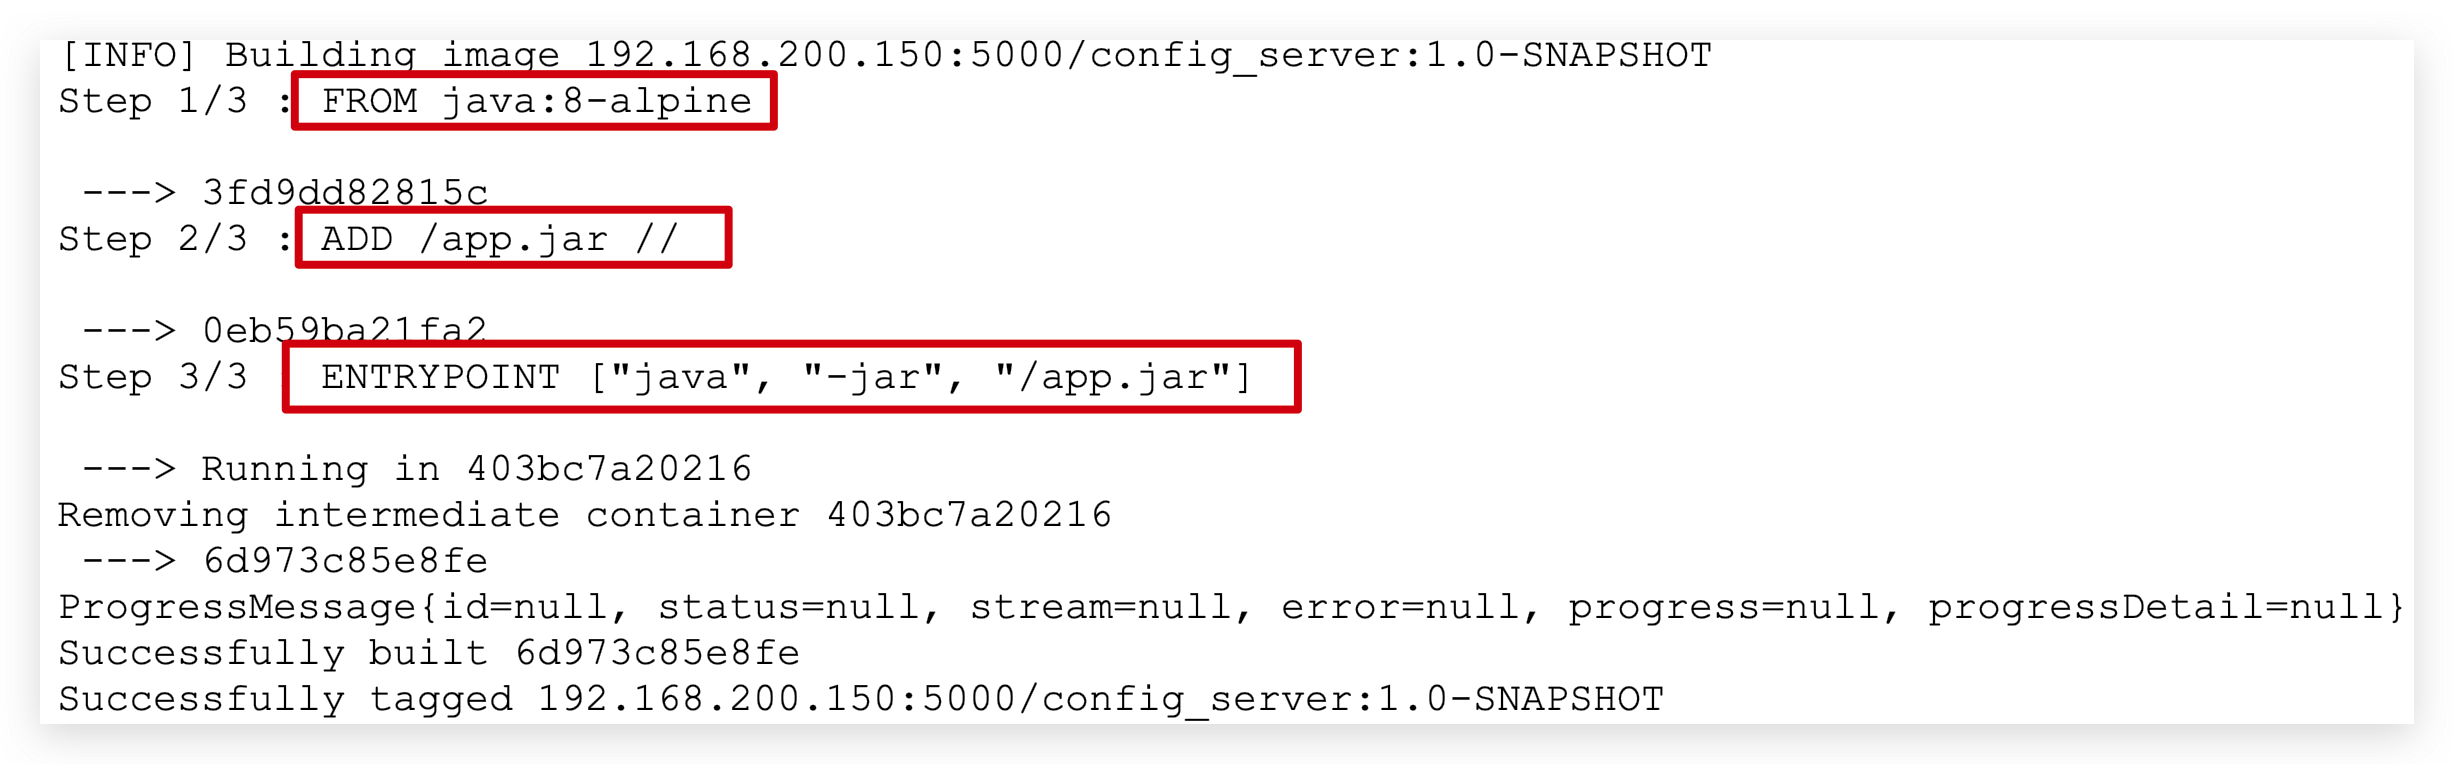 [INFO] Building image 192.168.200.150:5000/config_server:1.0-SNAPSHOT
Step 1/3 : FROM java:8-alpine
---> 3fd9dd82815c
Step 2/3 : ADD /app.jar //
---> 0eb59ba21fa2
Step 3/3 ENTRYPOINT ["java", "-jar", "/app.jar"]
---> Running in 403bc7a20216
Removing intermediate container 403bc7a20216
---> 6d973c85e8fe
ProgressMessage{id=null, status=null, stream=null, error=null, progress=null, progressDetail=null}
Successfully built 6d973c85e8fe
Successfully tagged 192.168.200.150:5000/config_server:1.0-SNAPSHOT